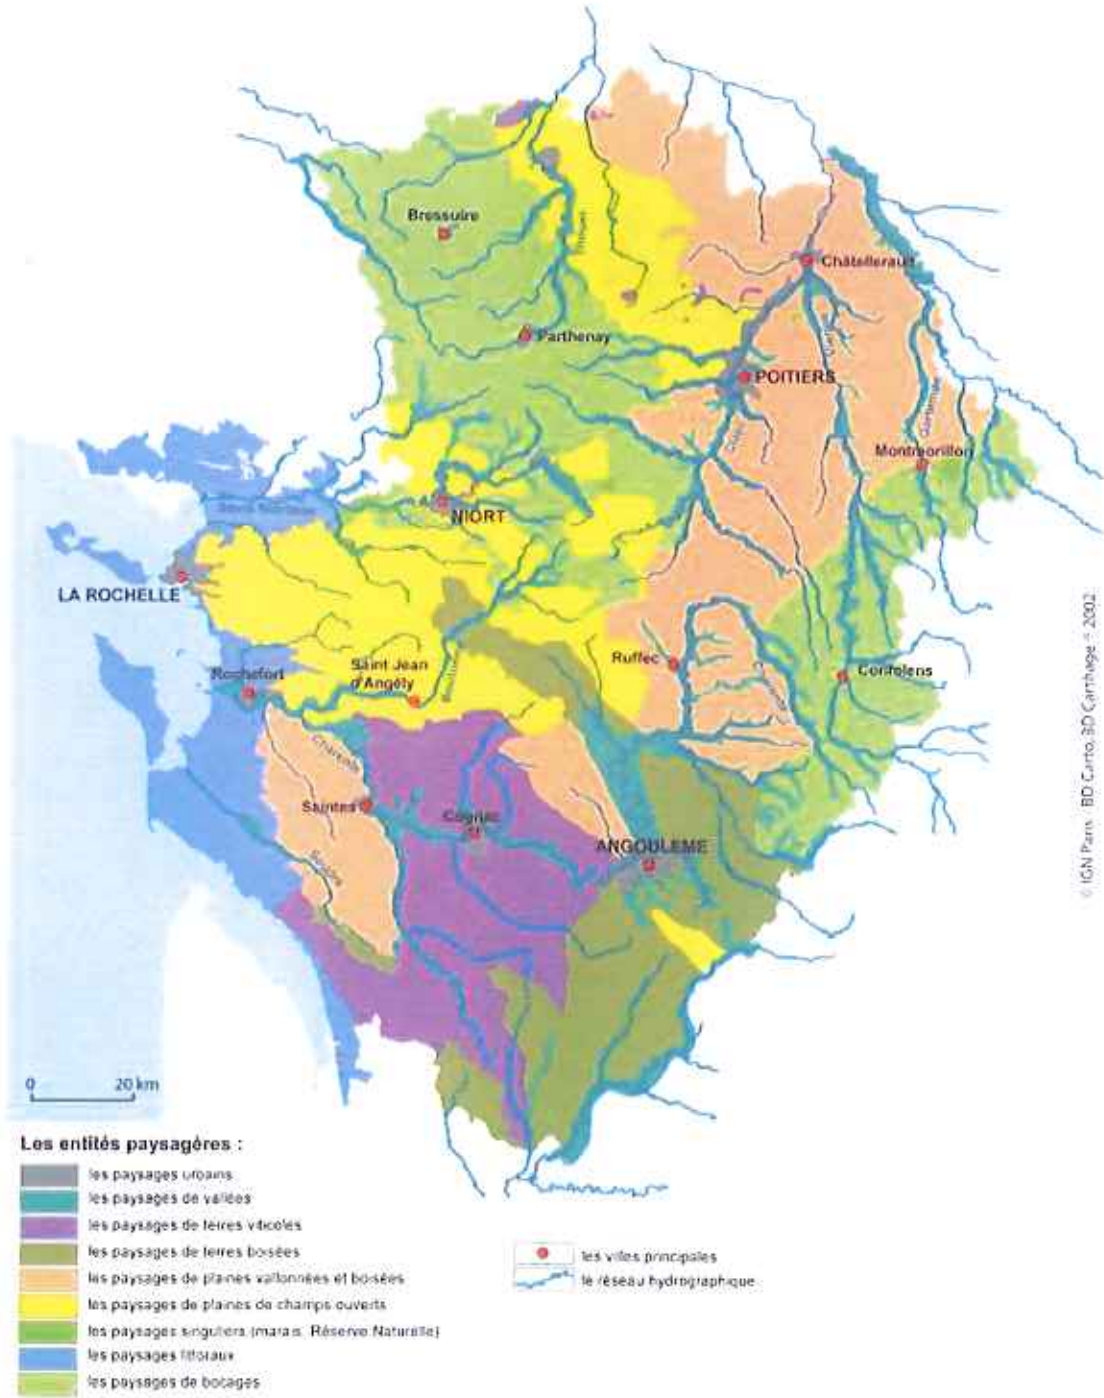 Bressuire
Châtellerault
Parthenay
POITIERS
Montmorillon
NIORT
LA ROCHELLE
Rochefort
Saint Jean
d'Angély
Ruffec
Confolens
Charente
Saintes
Cognac
ANGOULEME
Seudre
0 20 km
Les entités paysagères :
les paysages urbains
les paysages de vallées
les paysages de terres viticoles
les paysages de terres boisées
les paysages de plaines vallonnées et boisées
les paysages de plaines de champs ouverts
les paysages singuliers (marais, Réserve Naturelle)
les paysages littoraux
les paysages de bocages
les villes principales
le réseau hydrographique
© IGN Paris BD Carto, BD Carthage ® 2002